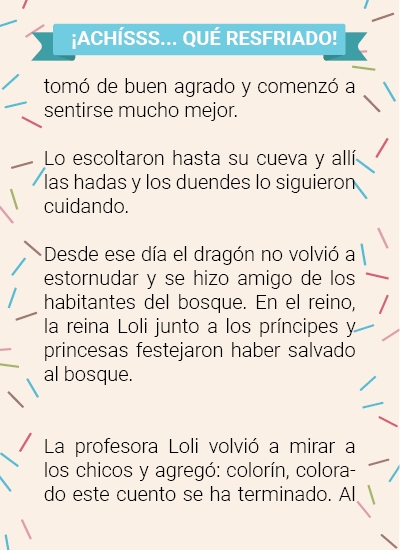 ¡ACHÍSSS... QUÉ RESFRIADO!
tomó de buen agrado y comenzó a
sentirse mucho mejor.
Lo escoltaron hasta su cueva y allí
las hadas y los duendes lo siguieron
cuidando.
Desde ese día el dragón no volvió a
estornudar y se hizo amigo de los
habitantes del bosque. En el reino,
la reina Loli junto a los príncipes y
princesas festejaron haber salvado
al bosque.
La profesora Loli volvió a mirar a
los chicos y agregó: colorín, colora-
do este cuento se ha terminado. Al